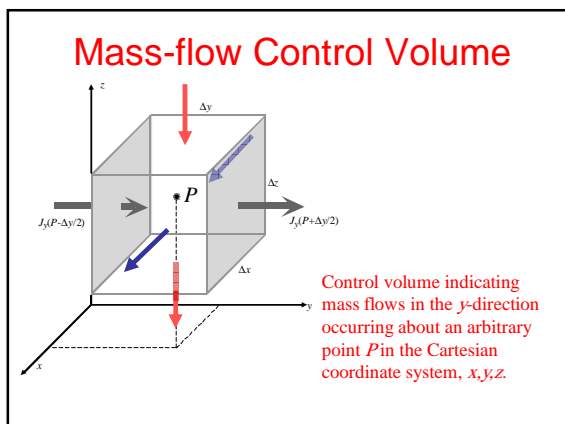 Mass-flow Control Volume
z
Δy
P
Δz
Jy(P-Δy/2)
Jy(P+Δy/2)
Δx
y
x
Control volume indicating
mass flows in the y-direction
occurring about an arbitrary
point P in the Cartesian
coordinate system, x,y,z.